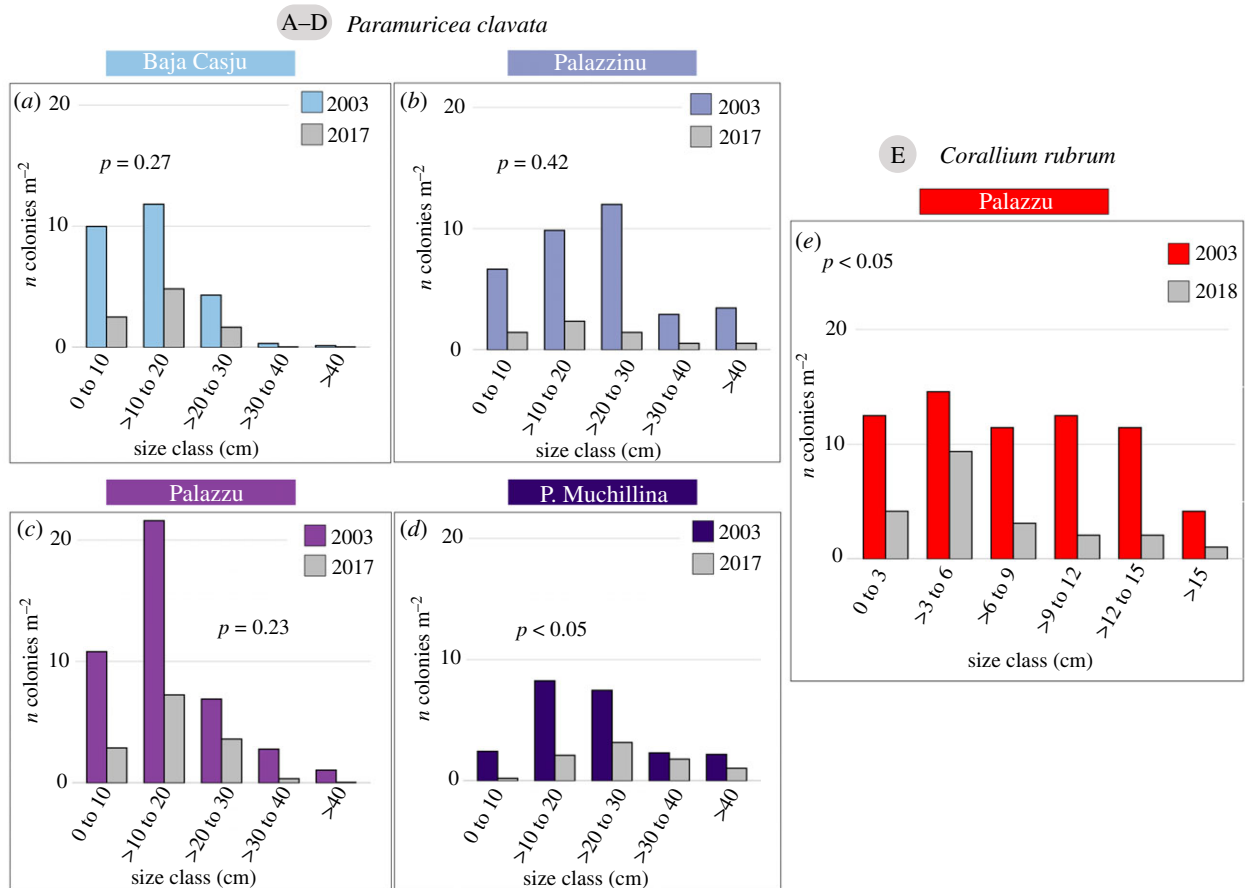 A–D Paramuricea clavata
Baja Casju
(a)
20
10
0
n colonies m−2
2003
2017
p = 0.27
0 to 10
>10 to 20
>20 to 30
>30 to 40
>40
size class (cm)
Palazzinu
(b)
20
10
0
n colonies m−2
2003
2017
p = 0.42
0 to 10
>10 to 20
>20 to 30
>30 to 40
>40
size class (cm)
Palazzu
(c)
20
10
0
n colonies m−2
2003
2017
p = 0.23
0 to 10
>10 to 20
>20 to 30
>30 to 40
>40
size class (cm)
P. Muchillina
(d)
20
10
0
n colonies m−2
2003
2017
p < 0.05
0 to 10
>10 to 20
>20 to 30
>30 to 40
>40
size class (cm)
E Corallium rubrum
Palazzu
(e)
p < 0.05
2003
2018
20
10
0
n colonies m−2
0 to 3
>3 to 6
>6 to 9
>9 to 12
>12 to 15
>15
size class (cm)